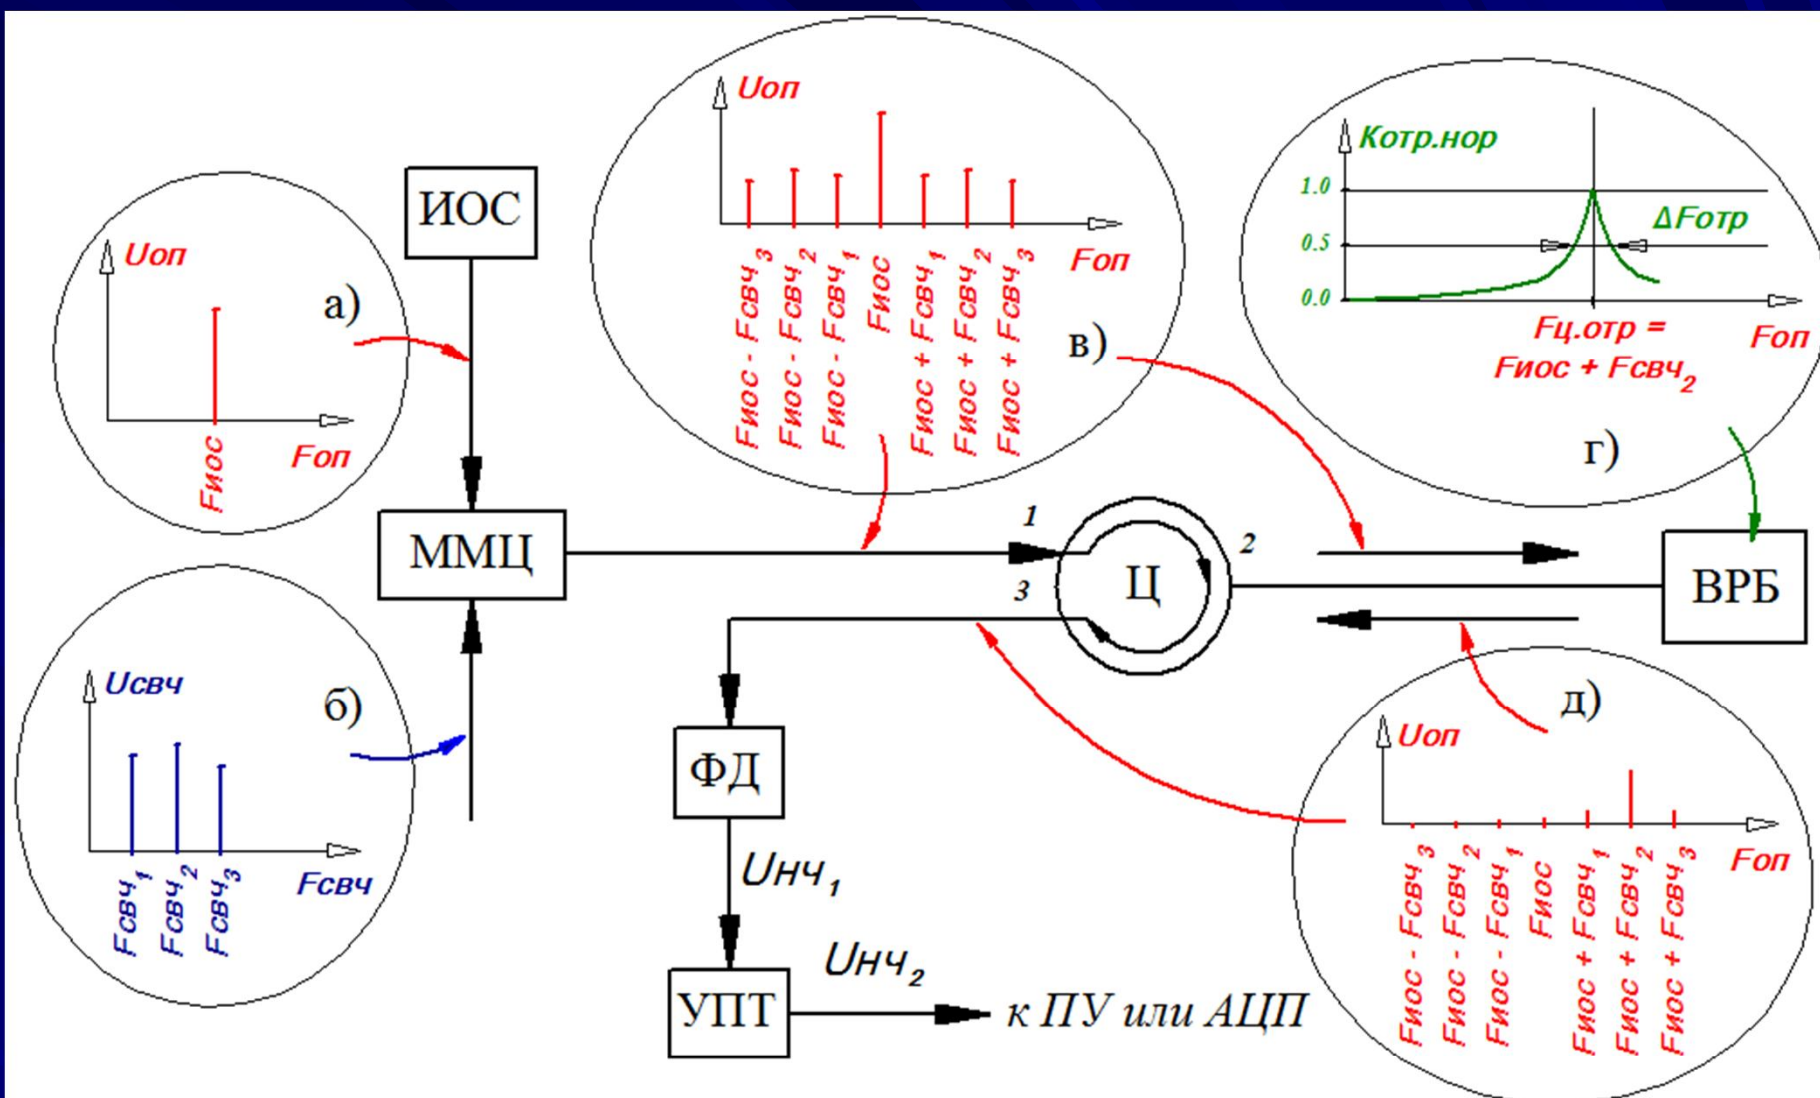 ИОС
а)
Uоп
Fиос
Fоп
ММЦ
б)
Uсвч
Fсвч
Fсвч1
Fсвч2
Fсвч3
в)
Uоп
Fоп
Fиос - Fсвч3
Fиос - Fсвч2
Fиос - Fсвч1
Fиос
Fиос + Fсвч1
Fиос + Fсвч2
Fиос + Fсвч3
г)
Kотр.нор
1.0
0.5
0.0
ΔFотр
Fц.отр =
Fиос + Fсвч2
Fоп
1
2
3
Ц
ВРБ
д)
Uоп
Fоп
Fиос - Fсвч3
Fиос - Fсвч2
Fиос - Fсвч1
Fиос
Fиос + Fсвч1
Fиос + Fсвч2
Fиос + Fсвч3
ФД
Uнч1
УПТ
Uнч2
к ПУ или АЦП